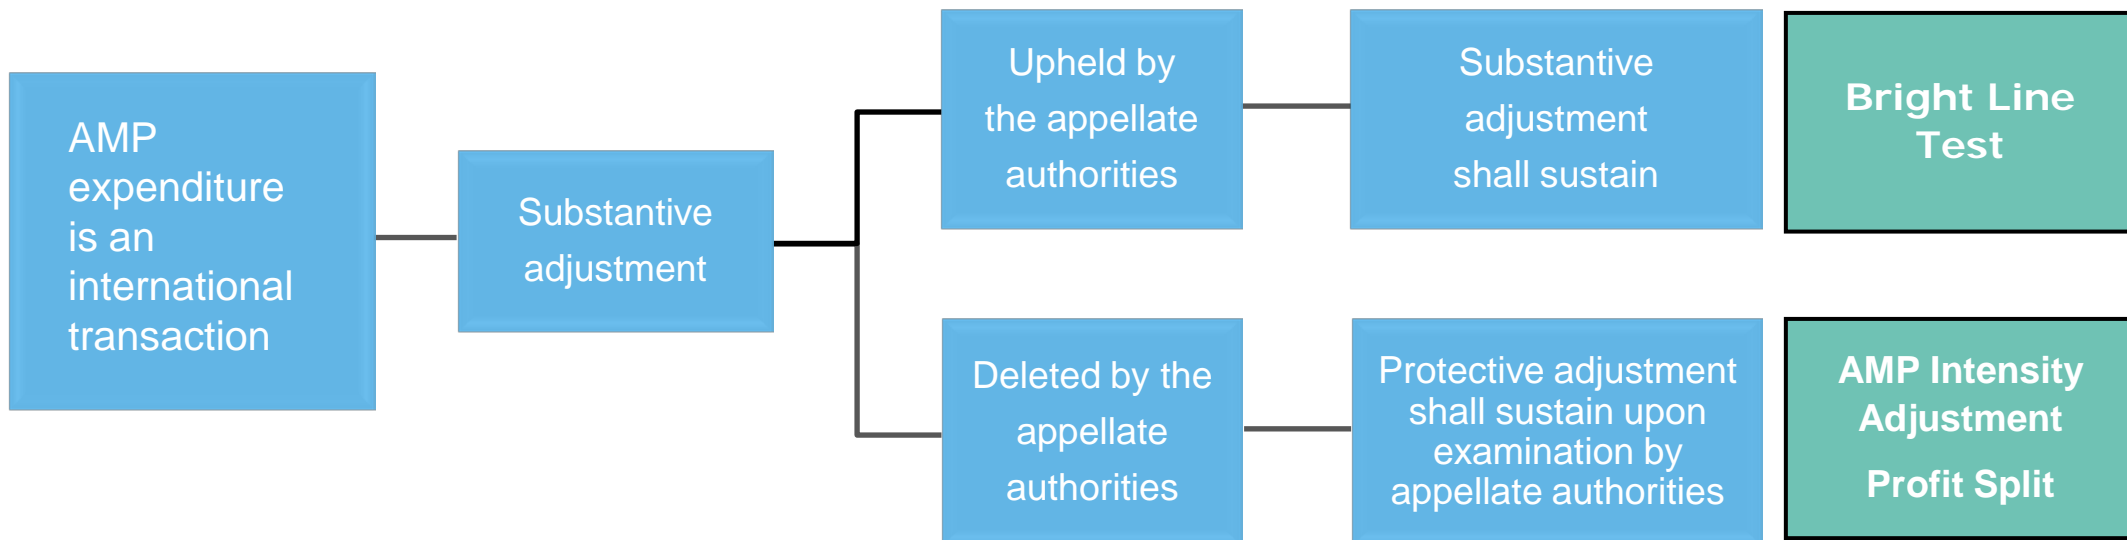 AMP
expenditure
is an
international
transaction
Substantive
adjustment
Upheld by
the appellate
authorities
Substantive
adjustment
shall sustain
Bright Line
Test
Deleted by the
appellate
authorities
Protective adjustment
shall sustain upon
examination by
appellate authorities
AMP Intensity
Adjustment
Profit Split